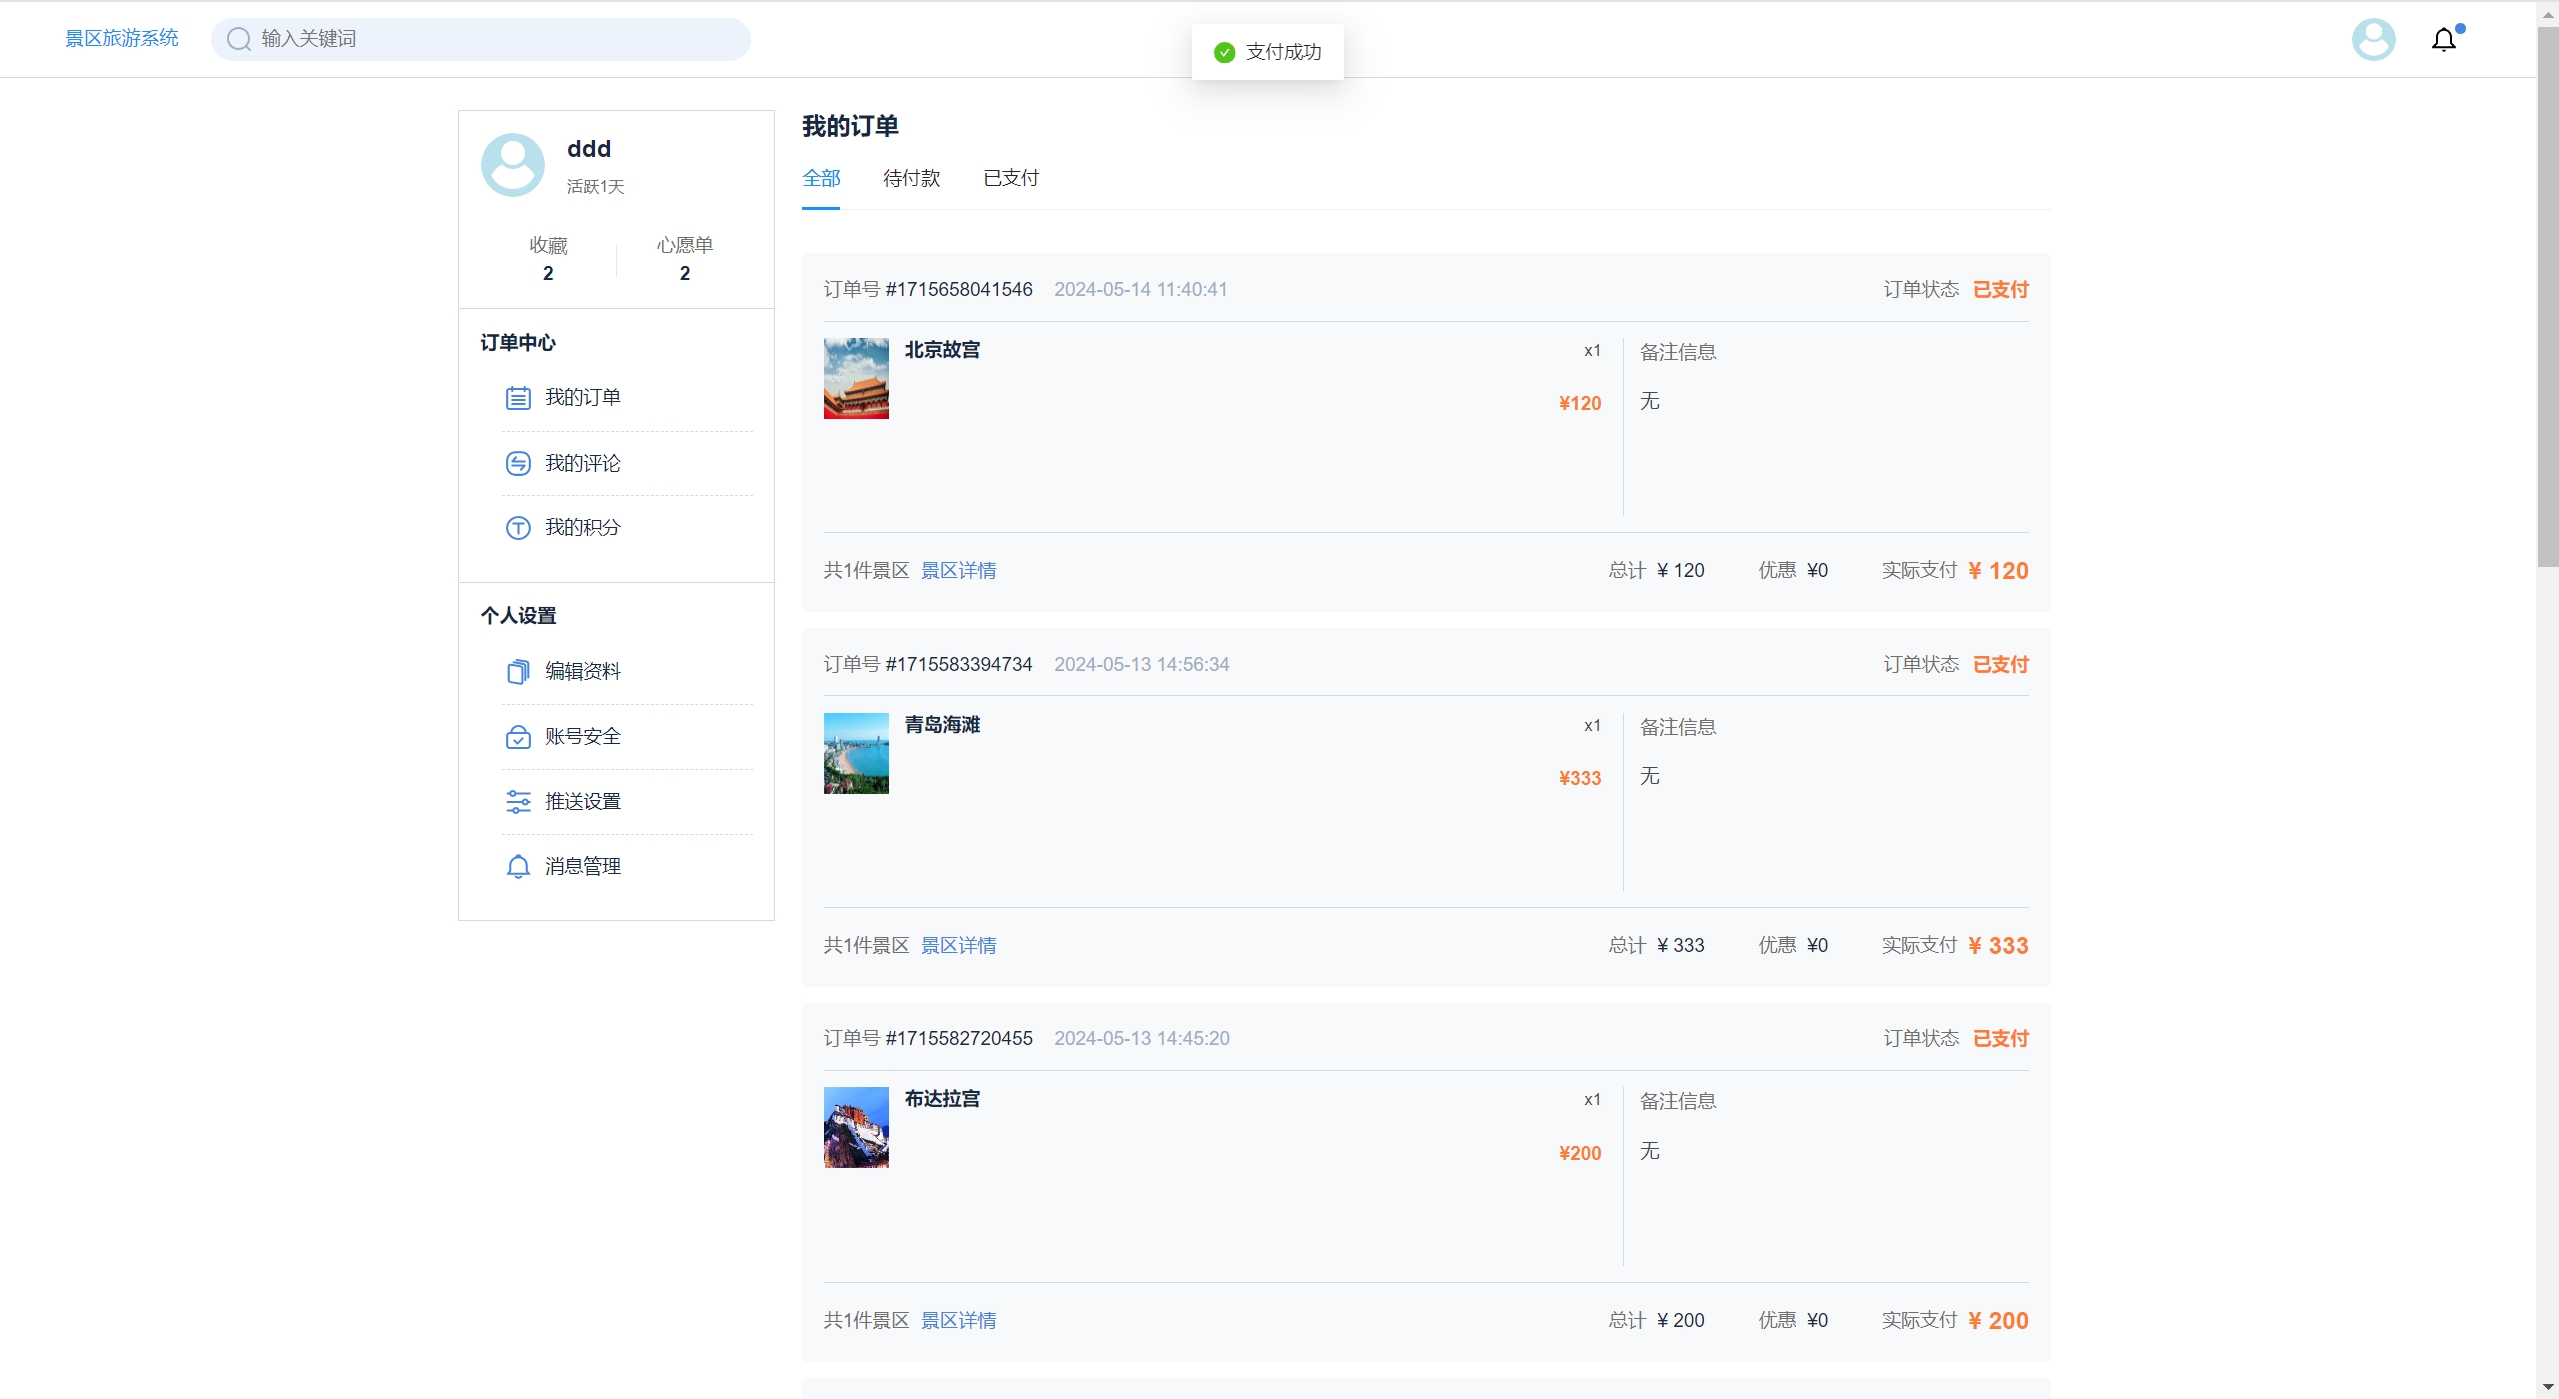 景区旅游系统
输入关键词
支付成功
ddd
活跃1天
收藏
2
心愿单
2
订单中心
我的订单
我的评论
我的积分
个人设置
编辑资料
账号安全
推送设置
消息管理
我的订单
全部 待付款 已支付
订单号 #1715658041546 2024-05-14 11:40:41 订单状态 已支付
北京故宫 x1 备注信息
¥120 无
共1件景区 景区详情 总计 ¥ 120 优惠 ¥0 实际支付 ¥ 120
订单号 #1715583394734 2024-05-13 14:56:34 订单状态 已支付
青岛海滩 x1 备注信息
¥333 无
共1件景区 景区详情 总计 ¥ 333 优惠 ¥0 实际支付 ¥ 333
订单号 #1715582720455 2024-05-13 14:45:20 订单状态 已支付
布达拉宫 x1 备注信息
¥200 无
共1件景区 景区详情 总计 ¥ 200 优惠 ¥0 实际支付 ¥ 200